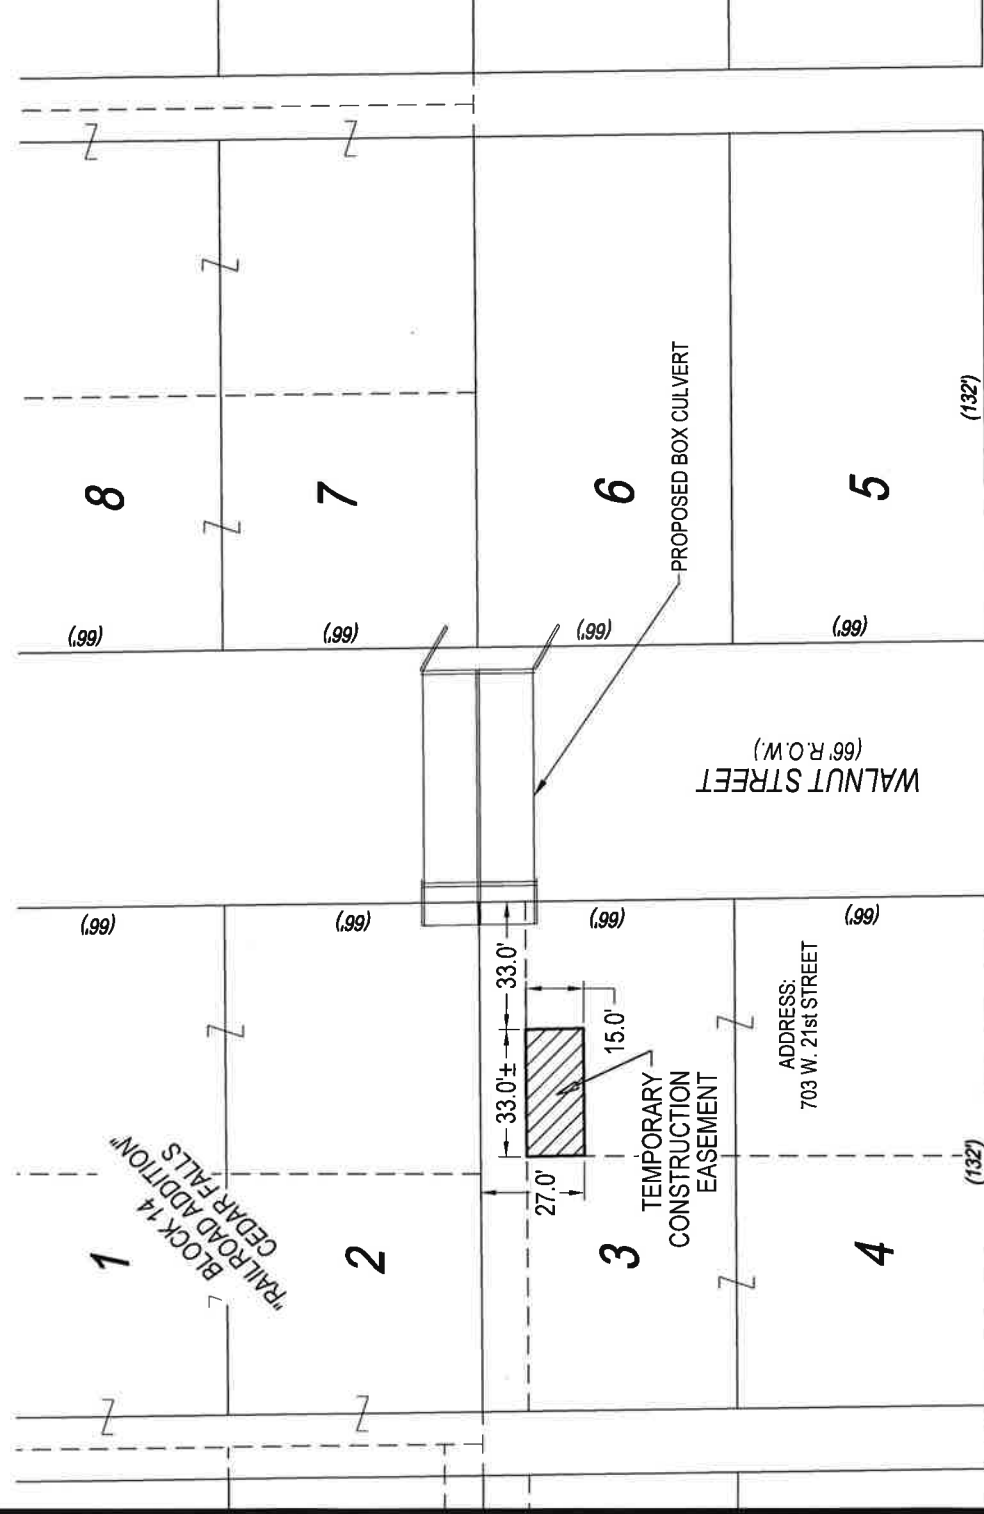 8
7
6
5
(66')
(66')
(66')
(66')
(132')
PROPOSED BOX CULVERT
WALNUT STREET
(66' R.O.W.)
(66')
(66')
(66')
(66')
33.0'
33.0'±
15.0'
27.0'
TEMPORARY
CONSTRUCTION
EASEMENT
ADDRESS:
703 W. 21st STREET
BLOCK 14
"RAILROAD ADDITION"
CEDAR FALLS
1
2
3
4
(132')